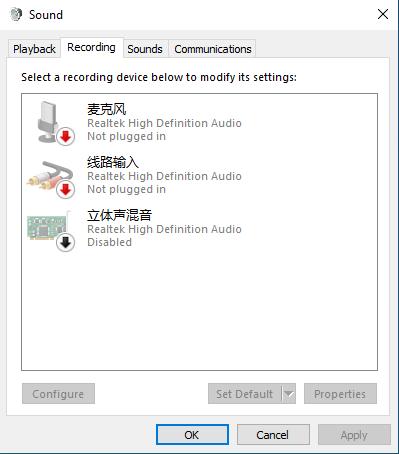 Sound
Playback
Recording
Sounds
Communications
Select a recording device below to modify its settings:
麦克风
Realtek High Definition Audio
Not plugged in
线路输入
Realtek High Definition Audio
Not plugged in
立体声混音
Realtek High Definition Audio
Disabled
Configure
Set Default
Properties
OK
Cancel
Apply